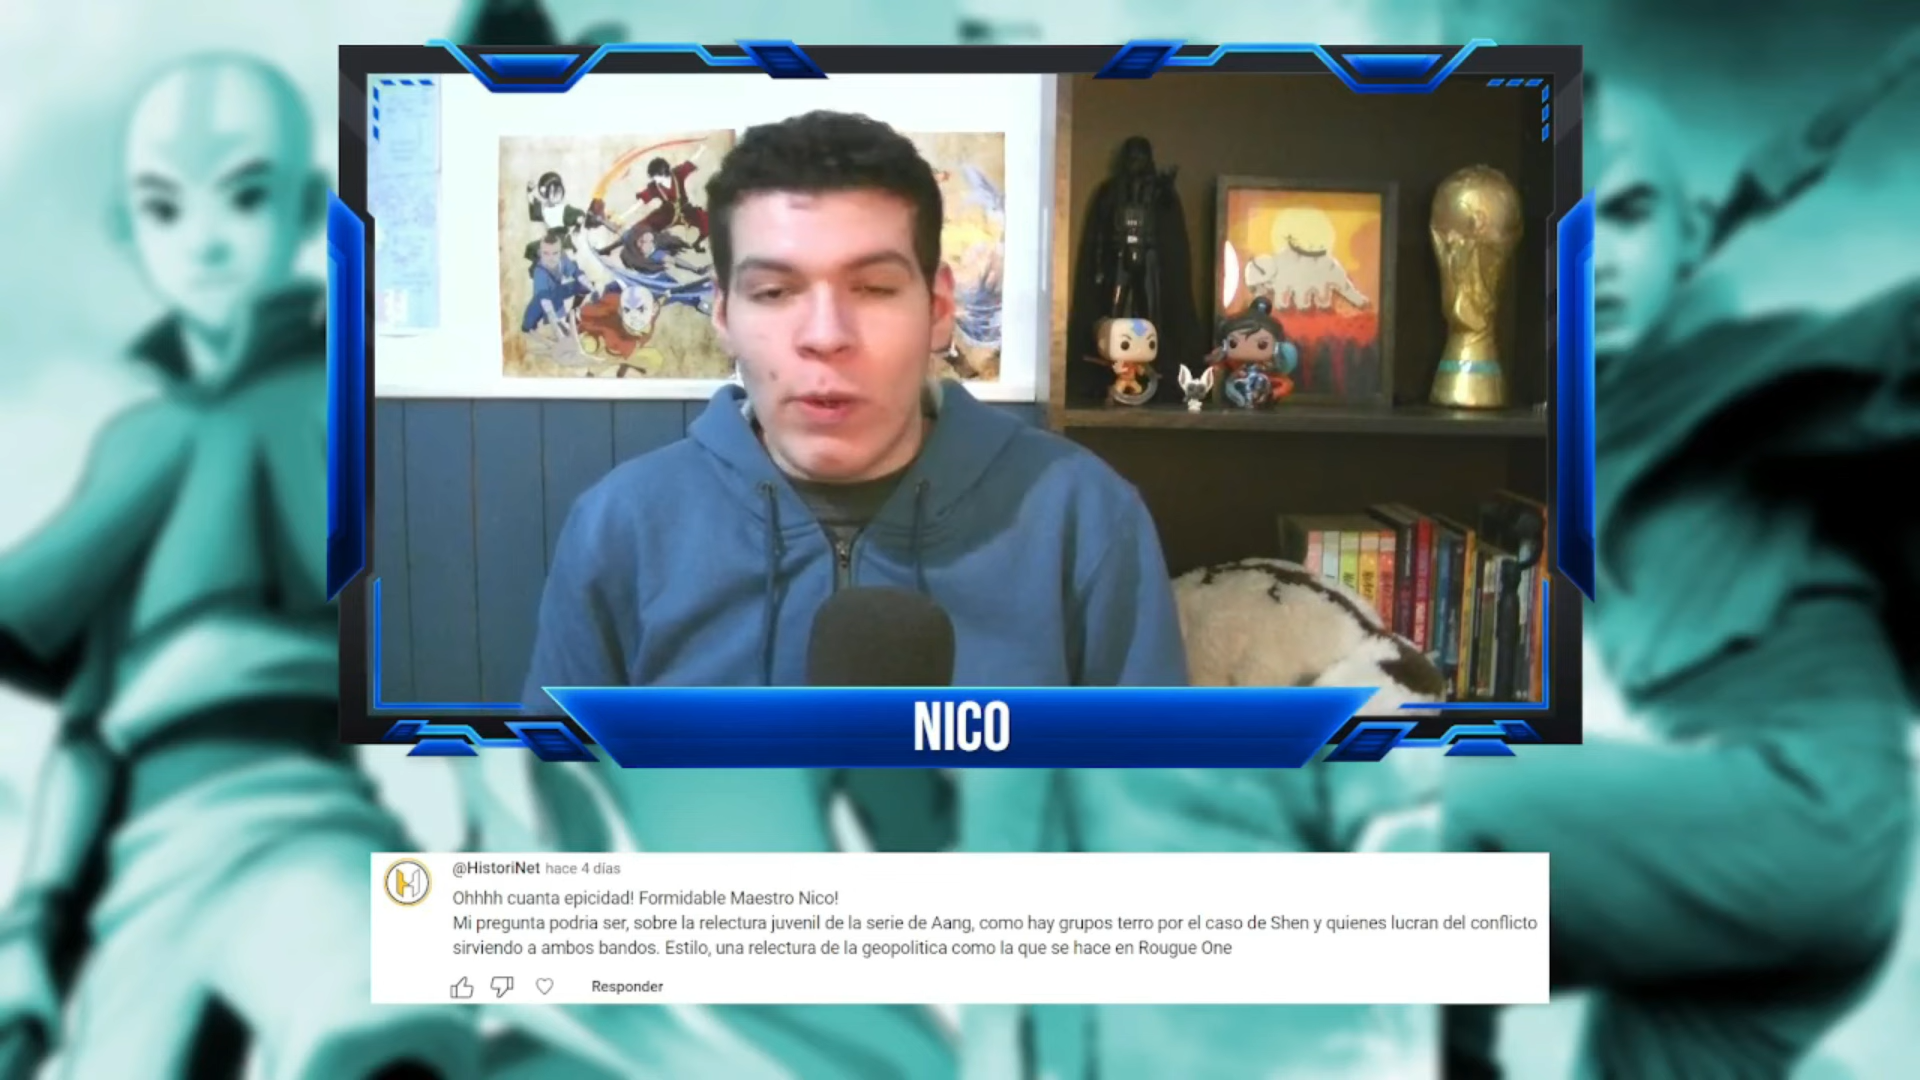 NICO
@HistoriNet hace 4 días
Ohhhh cuanta epicidad! Formidable Maestro Nico!
Mi pregunta podria ser, sobre la relectura juvenil de la serie de Aang, como hay grupos terro por el caso de Shen y quienes lucran del conflicto
sirviendo a ambos bandos. Estilo, una relectura de la geopolitica como la que se hace en Rougue One
Responder